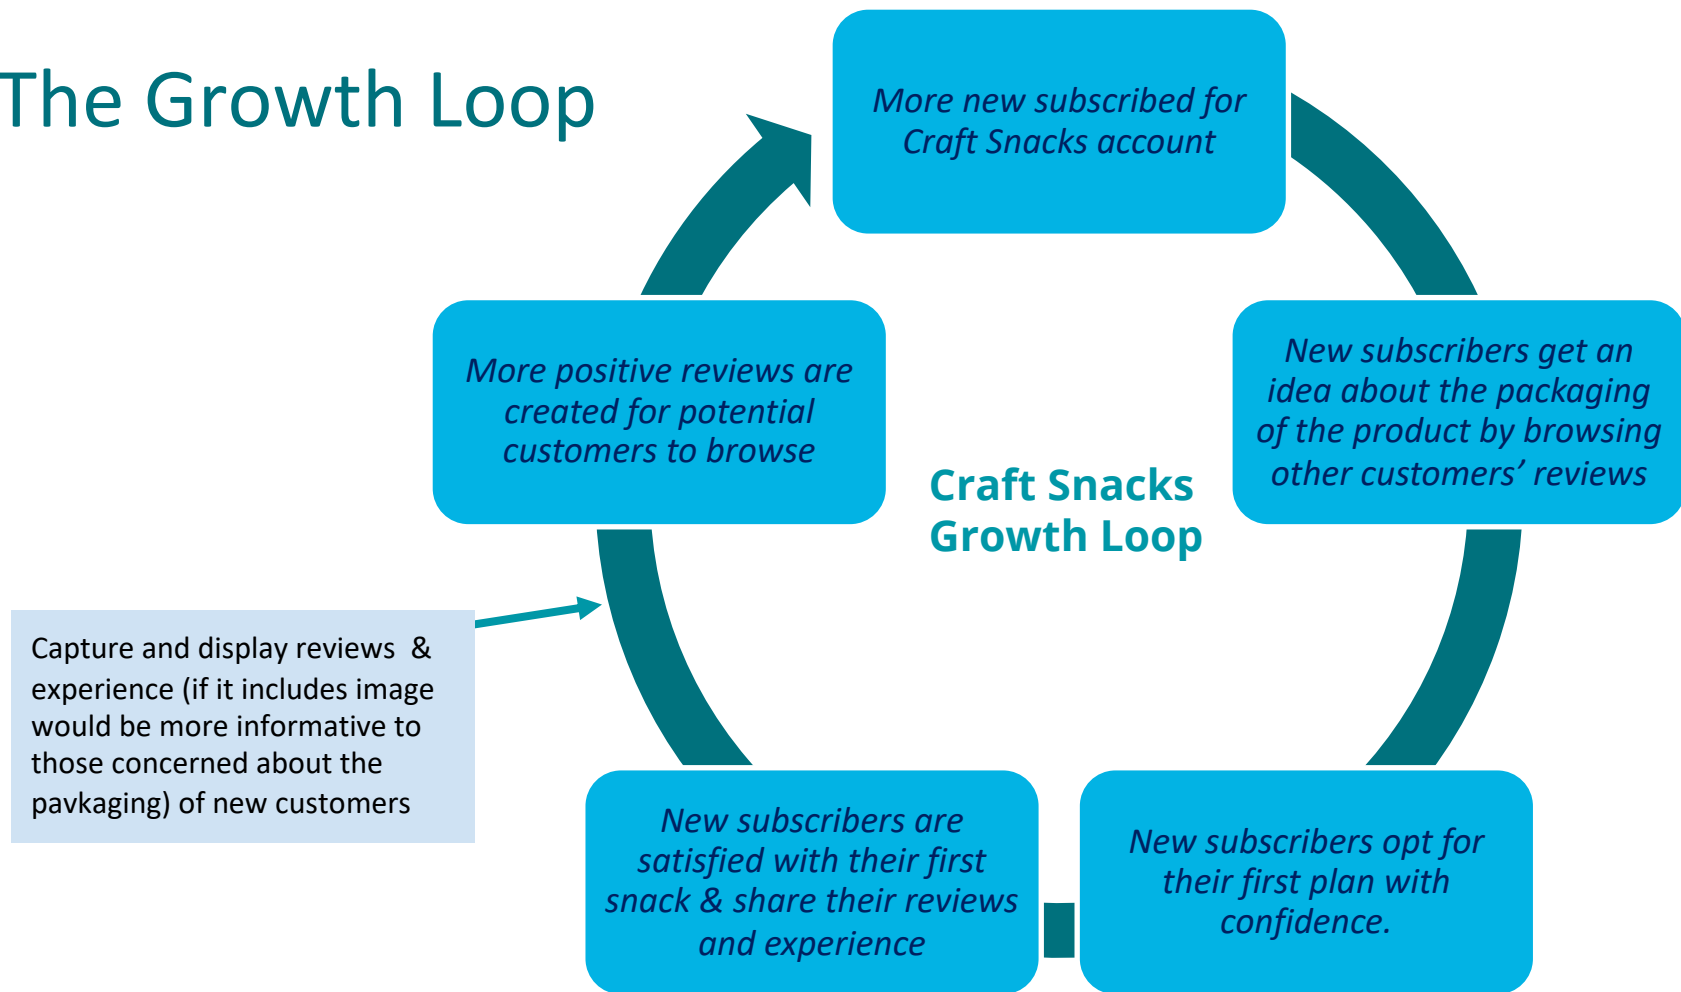 The Growth Loop
More new subscribed for
Craft Snacks account
New subscribers get an
idea about the packaging
of the product by browsing
other customers’ reviews
New subscribers opt for
their first plan with
confidence.
New subscribers are
satisfied with their first
snack & share their reviews
and experience
More positive reviews are
created for potential
customers to browse
Craft Snacks
Growth Loop
Capture and display reviews  &
experience (if it includes image
would be more informative to
those concerned about the
pavkaging) of new customers